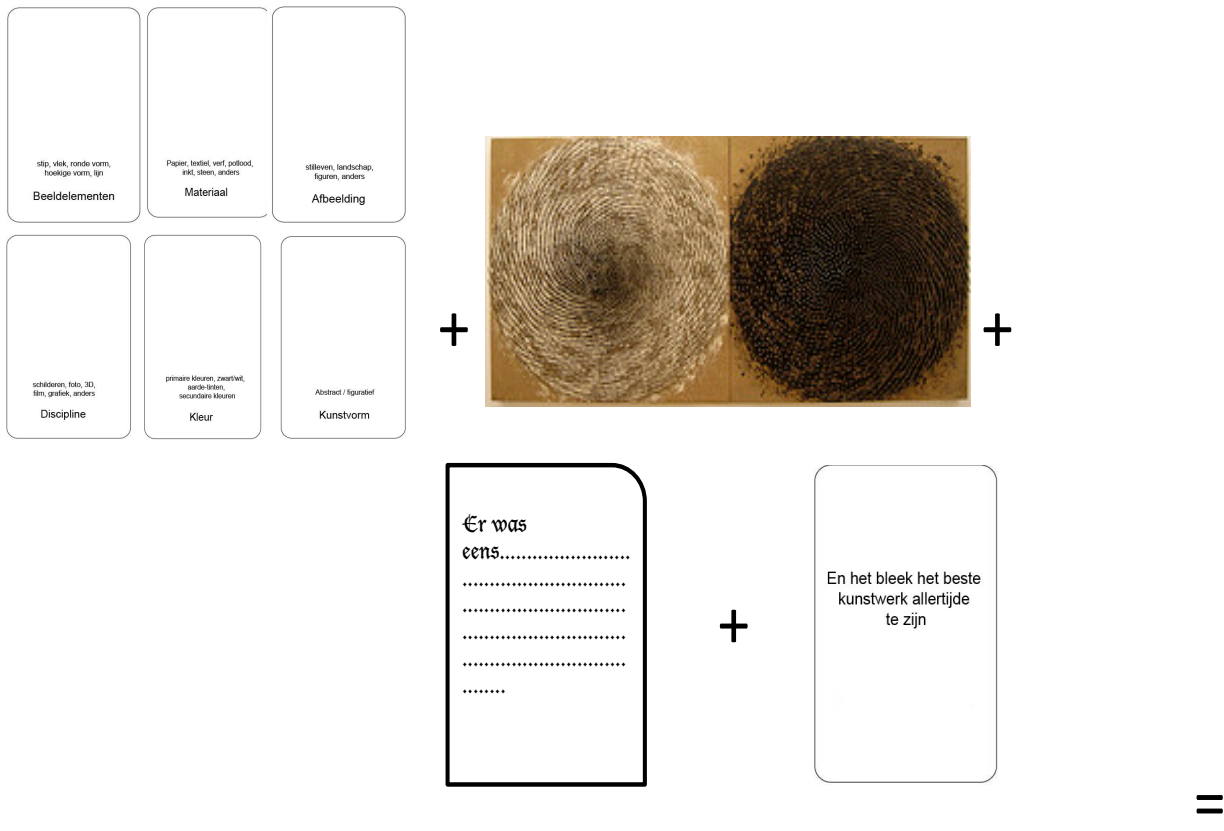 stip, vlek, ronde vorm,
hoekige vorm, lijn
Beeldelementen
Papier, textiel, verf, potlood,
inkt, steen, anders
Materiaal
stilleven, landschap,
figuren, anders
Afbeelding
schilderen, foto, 3D,
film, grafiek, anders
Discipline
primaire kleuren, zwart/wit,
aarde-tinten,
secundaire kleuren
Kleur
Abstract / figuratief
Kunstvorm
+
+
Er was
eens........................
..............................
..............................
..............................
..............................
........
+
En het bleek het beste
kunstwerk allertijde
te zijn
=